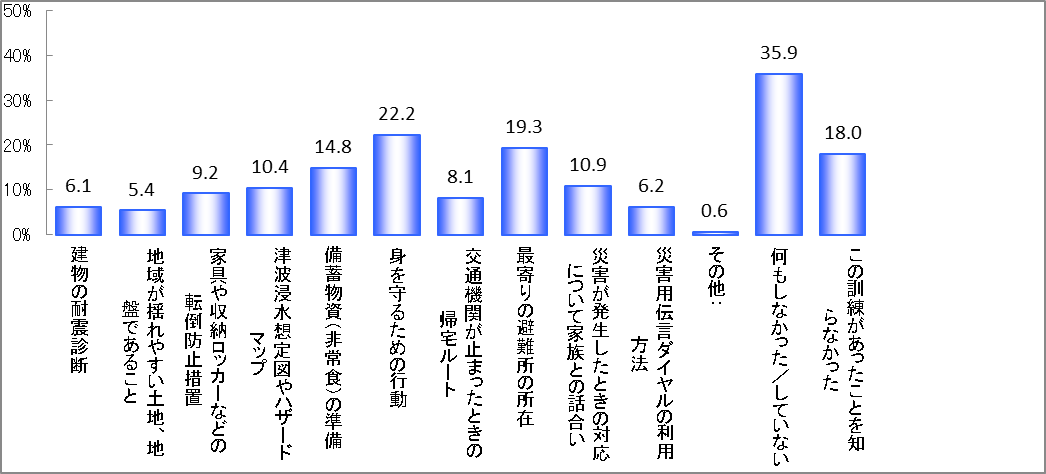 50%
40%
30%
20%
10%
0%
6.1
5.4
9.2
10.4
14.8
22.2
8.1
19.3
10.9
6.2
0.6
35.9
18.0
建物の耐震診断
地域が揺れやすい土地、地
盤であること
家具や収納ロッカーなどの
転倒防止措置
津波浸水想定図やハザード
マップ
備蓄物資(非常食)の準備
身を守るための行動
交通機関が止まったときの
帰宅ルート
最寄りの避難所の所在
災害が発生したときの対応
について家族との話合い
災害用伝言ダイヤルの利用
方法
その他:
何もしなかった/していない
この訓練があったことを知
らなかった